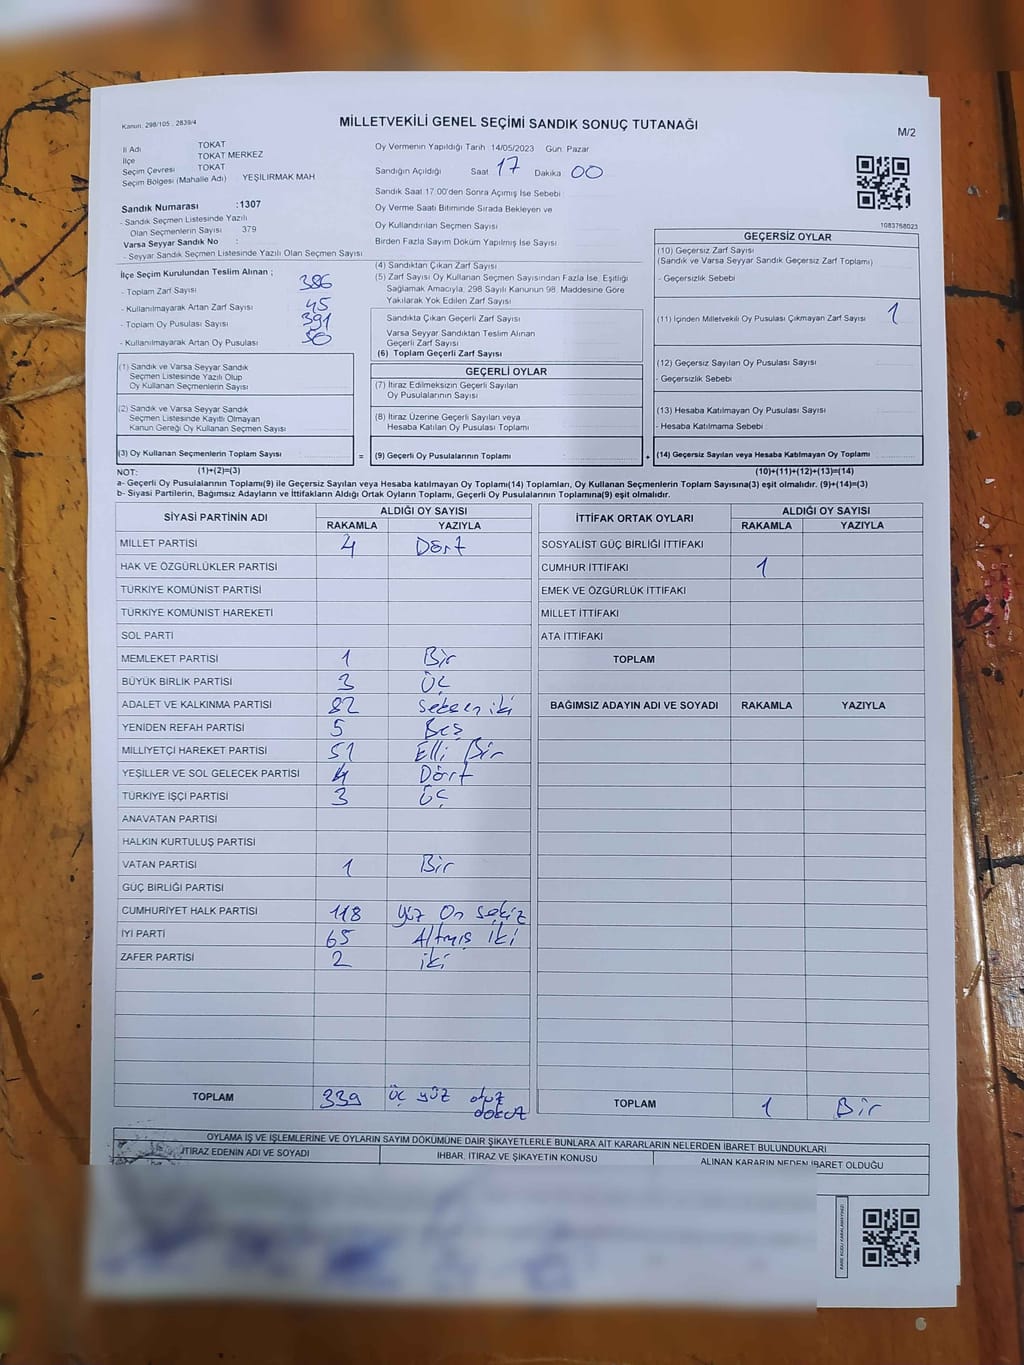 Kanun: 298/105 , 2839/4
MİLLETVEKİLİ GENEL SEÇİMİ SANDIK SONUÇ TUTANAĞI
M/2
İl Adı TOKAT
İlçe TOKAT MERKEZ
Seçim Çevresi TOKAT
Seçim Bölgesi (Mahalle Adı) YEŞİLIRMAK MAH
Sandık Numarası :1307
- Sandık Seçmen Listesinde Yazılı
Olan Seçmenlerin Sayısı 379
Varsa Seyyar Sandık No :
- Seyyar Sandık Seçmen Listesinde Yazılı Olan Seçmen Sayısı
Oy Vermenin Yapıldığı Tarih :14/05/2023 Gün: Pazar
Sandığın Açıldığı Saat 17 Dakika 00
Sandık Saat 17.00'den Sonra Açılmış İse Sebebi
Oy Verme Saati Bitiminde Sırada Bekleyen ve
Oy Kullandırılan Seçmen Sayısı
Birden Fazla Sayım Döküm Yapılmış İse Sayısı
1083768023
İlçe Seçim Kurulundan Teslim Alınan ;
- Toplam Zarf Sayısı 386
- Kullanılmayarak Artan Zarf Sayısı 45
- Toplam Oy Pusulası Sayısı 391
- Kullanılmayarak Artan Oy Pusulası 50
(1) Sandık ve Varsa Seyyar Sandık
Seçmen Listesinde Yazılı Olup
Oy Kullanan Seçmenlerin Sayısı
(2) Sandık ve Varsa Seyyar Sandık
Seçmen Listesinde Kayıtlı Olmayan
Kanun Gereği Oy Kullanan Seçmen Sayısı
(3) Oy Kullanan Seçmenlerin Toplam Sayısı
=
(4) Sandıktan Çıkan Zarf Sayısı
(5) Zarf Sayısı Oy Kullanan Seçmen Sayısından Fazla İse, Eşitliği
Sağlamak Amacıyla, 298 Sayılı Kanunun 98. Maddesine Göre
Yakılarak Yok Edilen Zarf Sayısı
Sandıkta Çıkan Geçerli Zarf Sayısı
Varsa Seyyar Sandıktan Teslim Alınan
Geçerli Zarf Sayısı
(6) Toplam Geçerli Zarf Sayısı
GEÇERLİ OYLAR
(7) İtiraz Edilmeksizin Geçerli Sayılan
Oy Pusulalarının Sayısı
(8) İtiraz Üzerine Geçerli Sayılan veya
Hesaba Katılan Oy Pusulası Toplamı
(9) Geçerli Oy Pusulalarının Toplamı
+
GEÇERSİZ OYLAR
(10) Geçersiz Zarf Sayısı
(Sandık ve Varsa Seyyar Sandık Geçersiz Zarf Toplamı)
- Geçersizlik Sebebi
(11) İçinden Milletvekili Oy Pusulası Çıkmayan Zarf Sayısı 1
(12) Geçersiz Sayılan Oy Pusulası Sayısı
- Geçersizlik Sebebi
(13) Hesaba Katılmayan Oy Pusulası Sayısı
- Hesaba Katılmama Sebebi
(14) Geçersiz Sayılan veya Hesaba Katılmayan Oy Toplamı
NOT: (1)+(2)=(3) (10)+(11)+(12)+(13)=(14)
a- Geçerli Oy Pusulalarının Toplamı(9) ile Geçersiz Sayılan veya Hesaba Katılmayan Oy Toplamı(14) Toplamları, Oy Kullanan Seçmenlerin Toplam Sayısına(3) eşit olmalıdır. (9)+(14)=(3)
b- Siyasi Partilerin, Bağımsız Adayların ve İttifakların Aldığı Ortak Oyların Toplamı, Geçerli Oy Pusulalarının Toplamına(9) eşit olmalıdır.
SİYASİ PARTİNİN ADI ALDIĞI OY SAYISI
RAKAMLA YAZIYLA
MİLLET PARTİSİ 4 Dört
HAK VE ÖZGÜRLÜKLER PARTİSİ
TÜRKİYE KOMÜNİST PARTİSİ
TÜRKİYE KOMÜNİST HAREKETİ
SOL PARTİ
MEMLEKET PARTİSİ 1 Bir
BÜYÜK BİRLİK PARTİSİ 3 Üç
ADALET VE KALKINMA PARTİSİ 82 seksen iki
YENİDEN REFAH PARTİSİ 5 Beş
MİLLİYETÇİ HAREKET PARTİSİ 51 Elli Bir
YEŞİLLER VE SOL GELECEK PARTİSİ 4 Dört
TÜRKİYE İŞÇİ PARTİSİ 3 Üç
ANAVATAN PARTİSİ
HALKIN KURTULUŞ PARTİSİ
VATAN PARTİSİ 1 Bir
GÜÇ BİRLİĞİ PARTİSİ
CUMHURİYET HALK PARTİSİ 118 Yüz On Sekiz
İYİ PARTİ 65 Altmış iki
ZAFER PARTİSİ 2 iki
TOPLAM 339 Üç yüz otuz dokuz
İTTİFAK ORTAK OYLARI ALDIĞI OY SAYISI
RAKAMLA YAZIYLA
SOSYALİST GÜÇ BİRLİĞİ İTTİFAKI
CUMHUR İTTİFAKI 1
EMEK VE ÖZGÜRLÜK İTTİFAKI
MİLLET İTTİFAKI
ATA İTTİFAKI
TOPLAM
BAĞIMSIZ ADAYIN ADI VE SOYADI RAKAMLA YAZIYLA
TOPLAM 1 Bir
OYLAMA İŞ VE İŞLEMLERİNE VE OYLARIN SAYIM DÖKÜMÜNE DAİR ŞİKAYETLERLE BUNLARA AİT KARARLARIN NELERDEN İBARET BULUNDUKLARI
İTİRAZ EDENİN ADI VE SOYADI İHBAR, İTİRAZ VE ŞİKAYETİN KONUSU ALINAN KARARIN NEDEN İBARET OLDUĞU